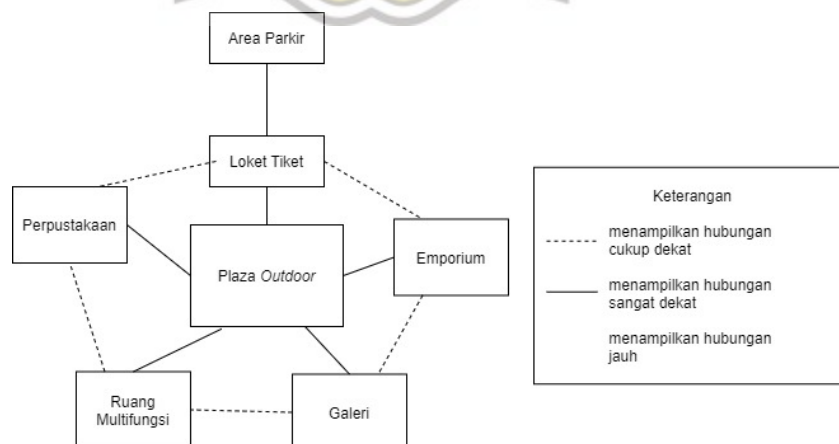 Area Parkir
Loket Tiket
Perpustakaan
Plaza Outdoor
Emporium
Ruang
Multifungsi
Galeri
Keterangan
menampilkan hubungan
cukup dekat
menampilkan hubungan
sangat dekat
menampilkan hubungan
jauh